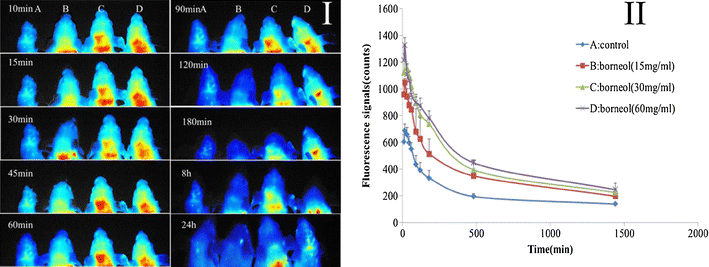 10min A B C D
15min
30min
45min
60min
90minA B C D
120min
180min
8h
24h
I
II
Fluorescence signals(counts)
1600
1400
1200
1000
800
600
400
200
0
0 500 1000 1500 2000
Time(min)
A:control
B:borneol(15mg/ml)
C:borneol(30mg/ml)
D:borneol(60mg/ml)